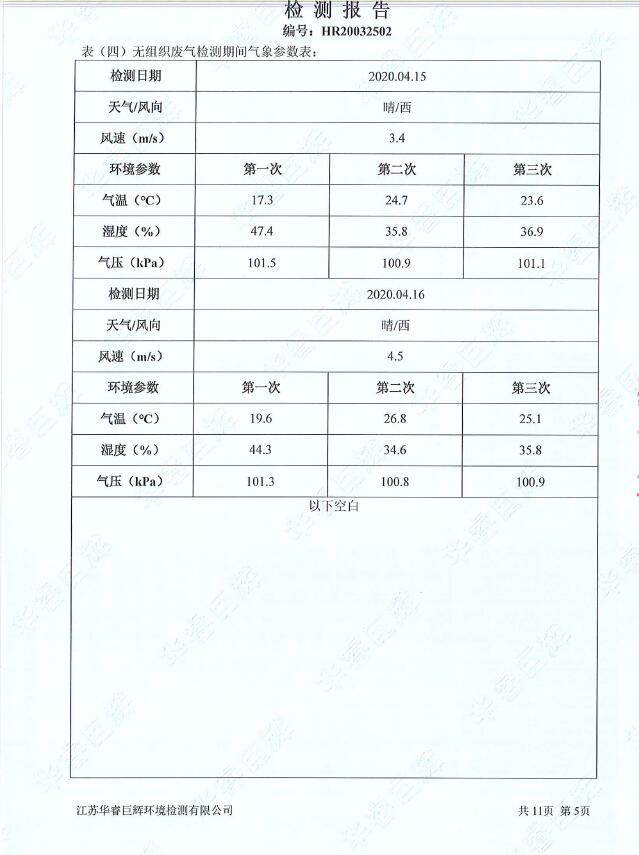 检测报告
编号：HR20032502
表（四）无组织废气检测期间气象参数表：
检测日期 2020.04.15
天气/风向 晴/西
风速（m/s） 3.4
环境参数 第一次 第二次 第三次
气温（℃） 17.3 24.7 23.6
湿度（%） 47.4 35.8 36.9
气压（kPa） 101.5 100.9 101.1
检测日期 2020.04.16
天气/风向 晴/西
风速（m/s） 4.5
环境参数 第一次 第二次 第三次
气温（℃） 19.6 26.8 25.1
湿度（%） 44.3 34.6 35.8
气压（kPa） 101.3 100.8 100.9
以下空白
江苏华睿巨辉环境检测有限公司 共 11页 第 5页